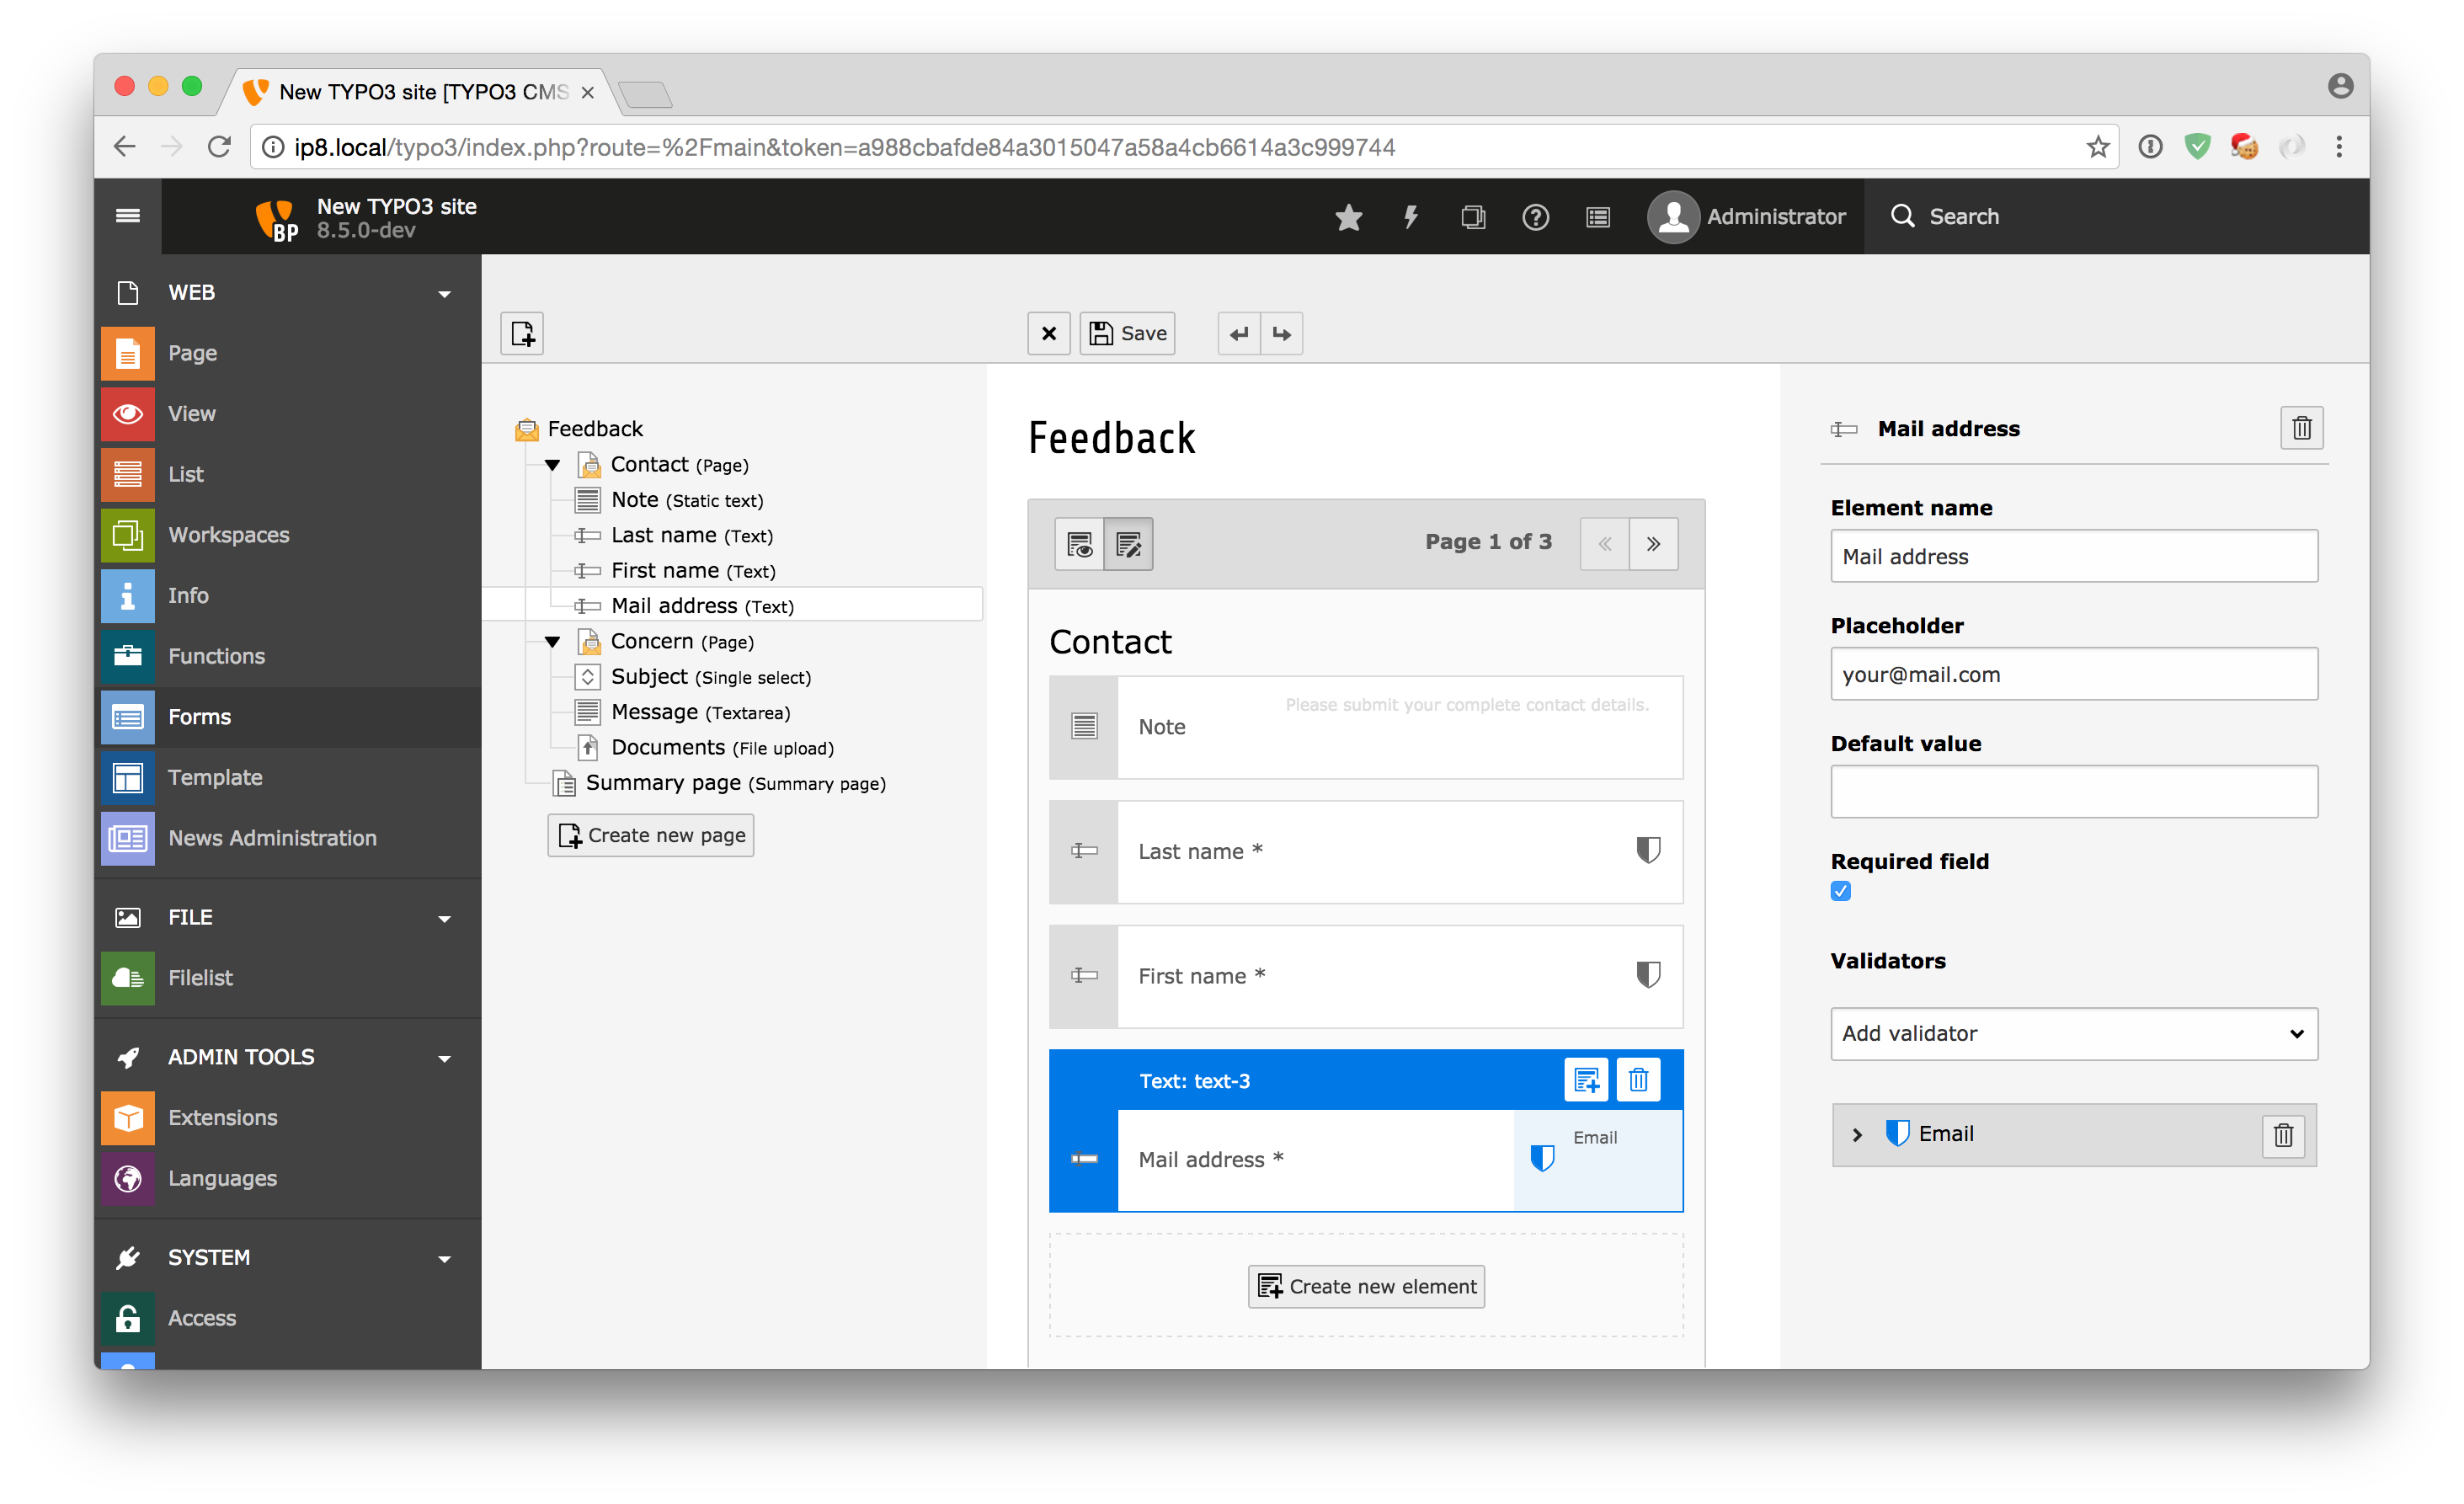 New TYPO3 site [TYPO3 CMS
ip8.local/typo3/index.php?route=%2Fmain&token=a988cbafde84a3015047a58a4cb6614a3c999744
BP
New TYPO3 site
8.5.0-dev
Administrator
Search
WEB
Page
View
List
Workspaces
Info
Functions
Forms
Template
News Administration
FILE
Filelist
ADMIN TOOLS
Extensions
Languages
SYSTEM
Access
Save
Feedback
Contact (Page)
Note (Static text)
Last name (Text)
First name (Text)
Mail address (Text)
Concern (Page)
Subject (Single select)
Message (Textarea)
Documents (File upload)
Summary page (Summary page)
Create new page
Feedback
Page 1 of 3
Contact
Please submit your complete contact details.
Note
Last name *
First name *
Text: text-3
Mail address *
Email
Create new element
Mail address
Element name
Mail address
Placeholder
your@mail.com
Default value
Required field
Validators
Add validator
Email